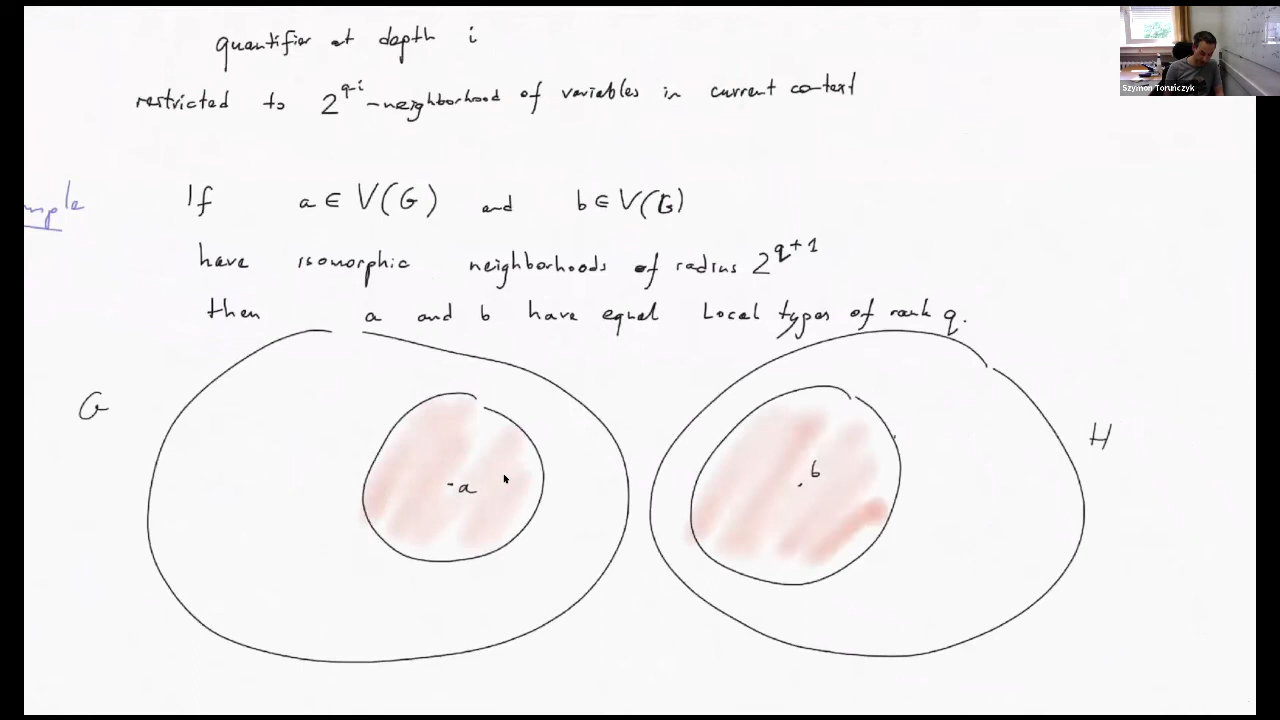 quantifier at depth i
restricted to 2^{q-i}-neighborhood of variables in current context
mple
If a ∈ V(G) and b ∈ V(G)
have isomorphic neighborhoods of radius 2^{q+1}
then a and b have equal local types of rank q.
G
a
b
H
Szymon Toruńczyk